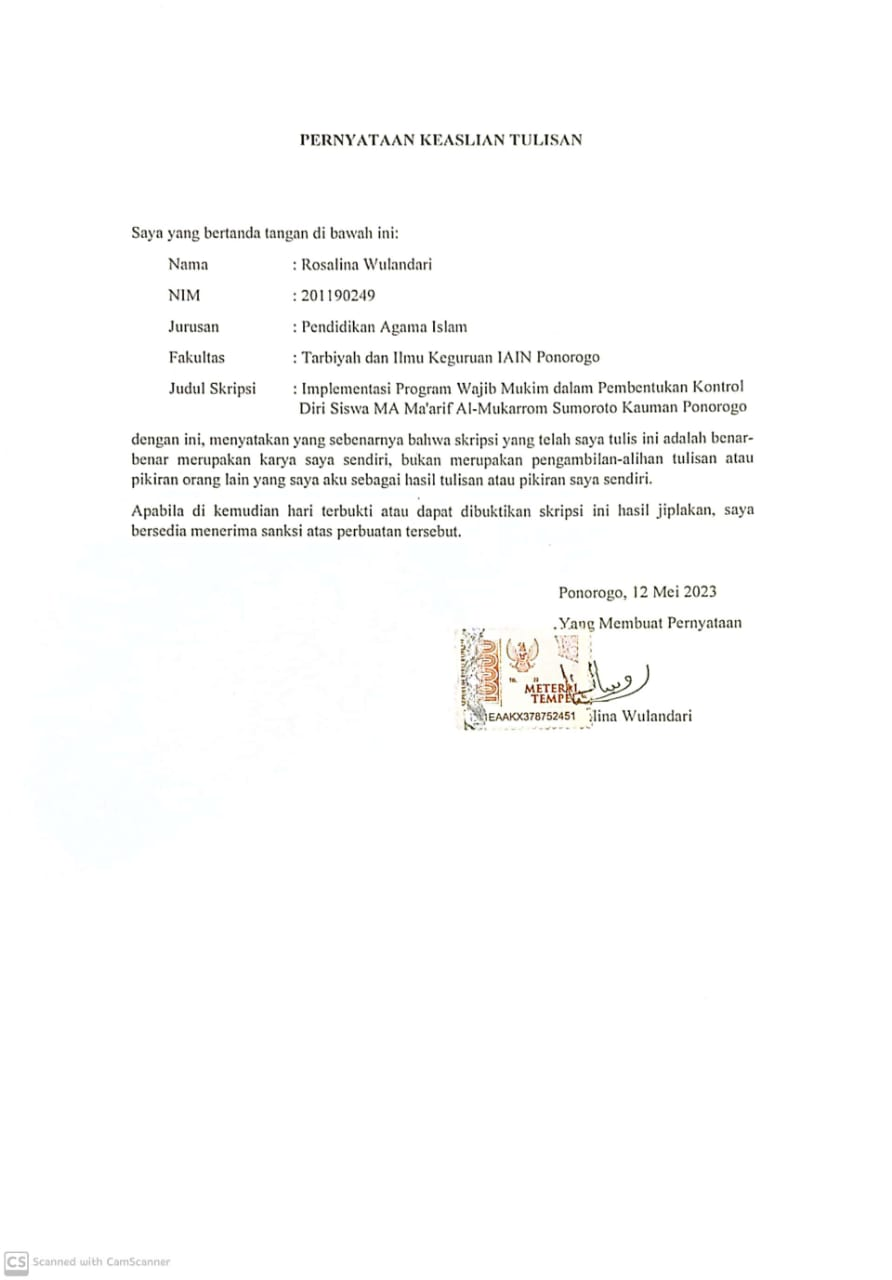 PERNYATAAN KEASLIAN TULISAN
Saya yang bertanda tangan di bawah ini:
Nama : Rosalina Wulandari
NIM : 201190249
Jurusan : Pendidikan Agama Islam
Fakultas : Tarbiyah dan Ilmu Keguruan IAIN Ponorogo
Judul Skripsi : Implementasi Program Wajib Mukim dalam Pembentukan Kontrol
Diri Siswa MA Ma'arif Al-Mukarrom Sumoroto Kauman Ponorogo
dengan ini, menyatakan yang sebenarnya bahwa skripsi yang telah saya tulis ini adalah benar-
benar merupakan karya saya sendiri, bukan merupakan pengambilan-alihan tulisan atau
pikiran orang lain yang saya aku sebagai hasil tulisan atau pikiran saya sendiri.
Apabila di kemudian hari terbukti atau dapat dibuktikan skripsi ini hasil jiplakan, saya
bersedia menerima sanksi atas perbuatan tersebut.
Ponorogo, 12 Mei 2023
Yang Membuat Pernyataan
10000
METERAI
TEMPEL
EAAKX378752451
lina Wulandari
CS Scanned with CamScanner